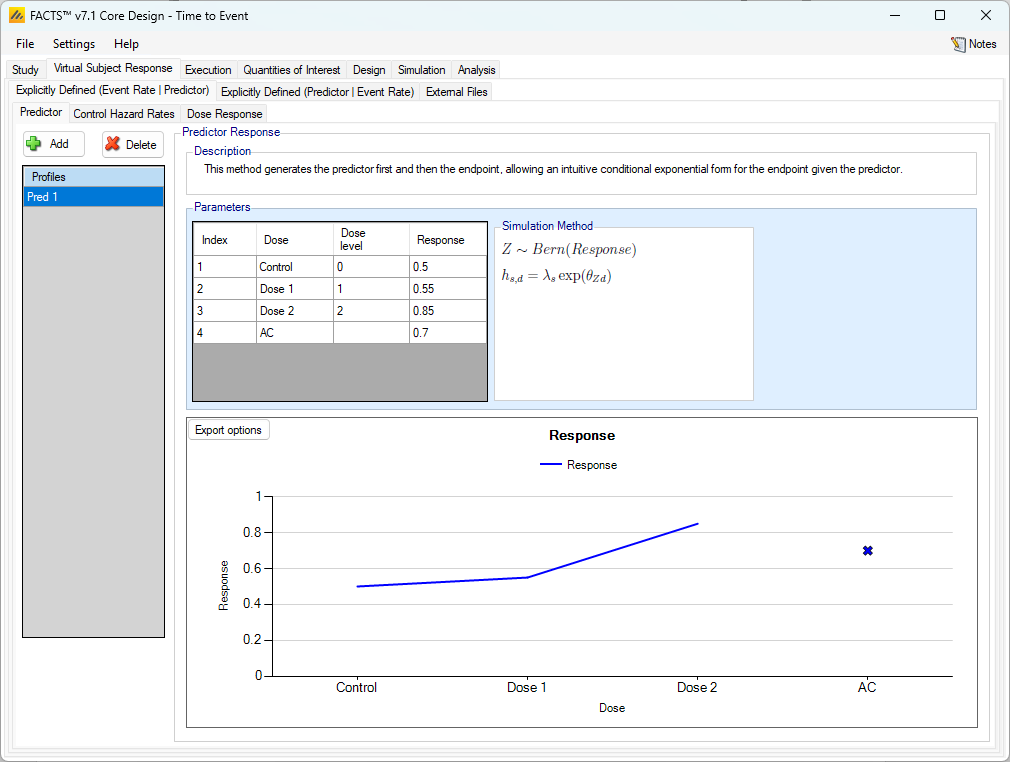 FACTS™ v7.1 Core Design - Time to Event
File Settings Help Notes
Study Virtual Subject Response Execution Quantities of Interest Design Simulation Analysis
Explicitly Defined (Event Rate | Predictor) Explicitly Defined (Predictor | Event Rate) External Files
Predictor Control Hazard Rates Dose Response
Add Delete
Profiles
Pred 1
Predictor Response
Description
This method generates the predictor first and then the endpoint, allowing an intuitive conditional exponential form for the endpoint given the predictor.
Parameters
Index Dose Dose level Response
1 Control 0 0.5
2 Dose 1 1 0.55
3 Dose 2 2 0.85
4 AC 0.7
Simulation Method
Z ∼ Bern(Response)
h_{s,d} = λ_s exp(θ_{Zd})
Export options
Response
Response
Response
1
0.8
0.6
0.4
0.2
0
Control Dose 1 Dose 2 AC
Dose